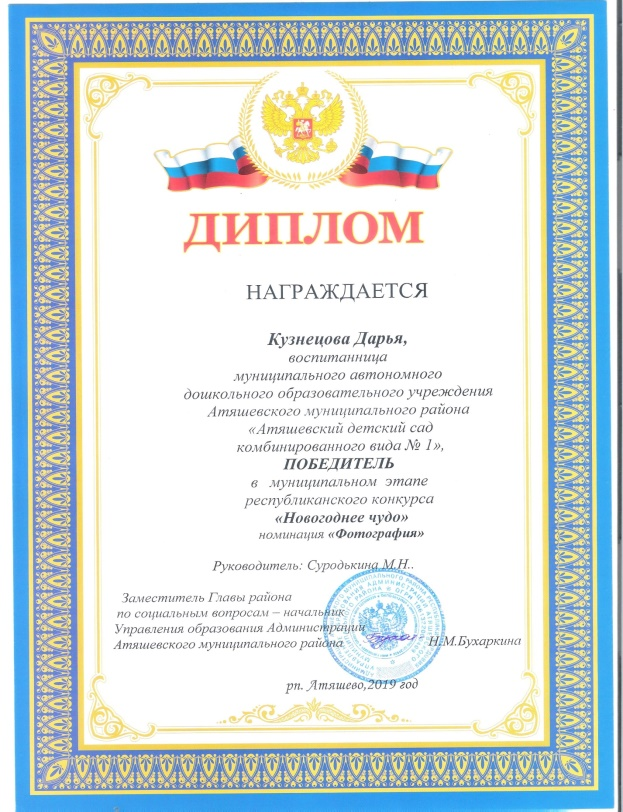 ДИПЛОМ
НАГРАЖДАЕТСЯ
Кузнецова Дарья,
воспитанница
муниципального автономного
дошкольного образовательного учреждения
Атяшевского муниципального района
«Атяшевский детский сад
комбинированного вида № 1»,
ПОБЕДИТЕЛЬ
в муниципальном этапе
республиканского конкурса
«Новогоднее чудо»
номинация «Фотография»
Руководитель: Суродькина М.Н..
Заместитель Главы района
по социальным вопросам – начальник
Управления образования Администрации
Атяшевского муниципального района Н.М.Бухаркина
рп. Атяшево,2019 год